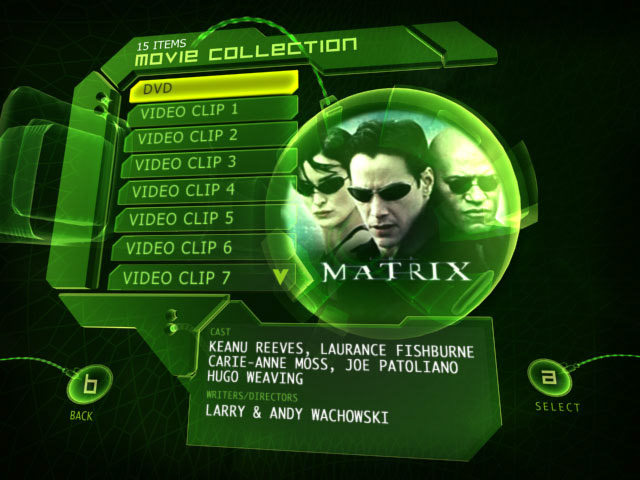 15 ITEMS
MOVIE COLLECTION
DVD
VIDEO CLIP 1
VIDEO CLIP 2
VIDEO CLIP 3
VIDEO CLIP 4
VIDEO CLIP 5
VIDEO CLIP 6
VIDEO CLIP 7
MATRIX
CAST
KEANU REEVES, LAURANCE FISHBURNE
CARIE-ANNE MOSS, JOE PATOLIANO
HUGO WEAVING
WRITERS/DIRECTORS
LARRY & ANDY WACHOWSKI
b
BACK
a
SELECT